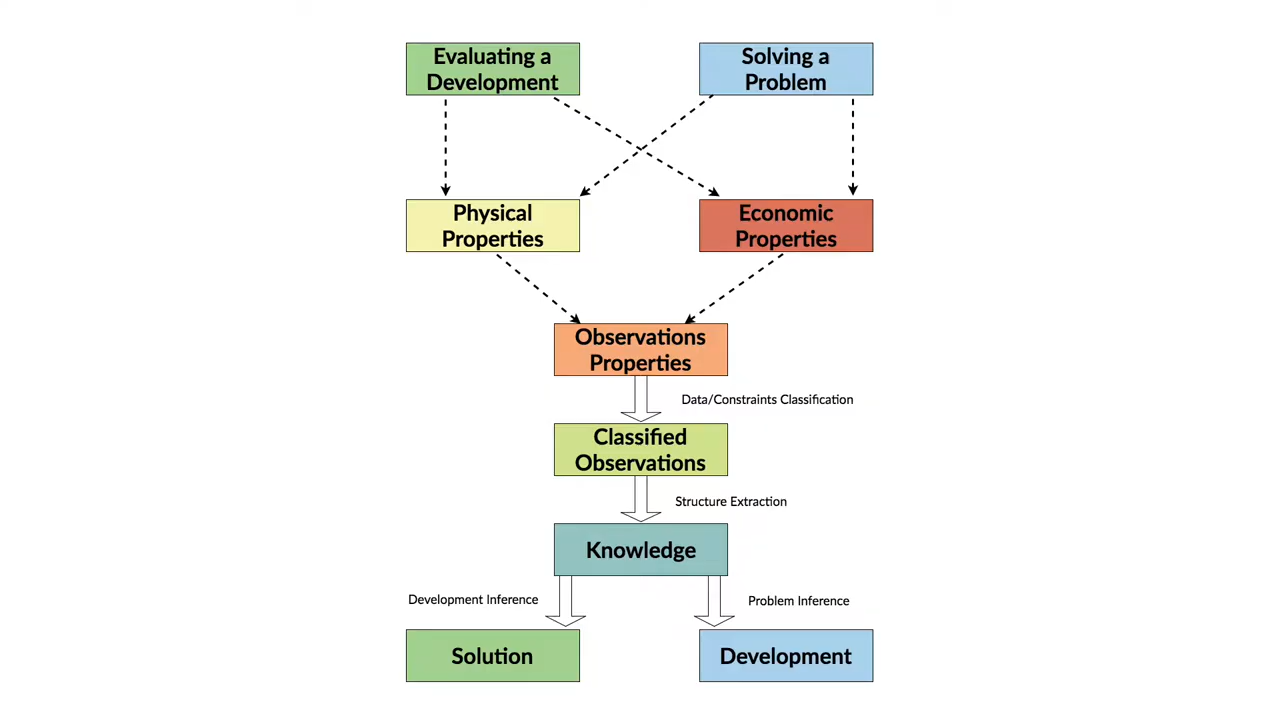 Evaluating a
Development
Solving a
Problem
Physical
Properties
Economic
Properties
Observations
Properties
Data/Constraints Classification
Classified
Observations
Structure Extraction
Knowledge
Development Inference
Problem Inference
Solution
Development